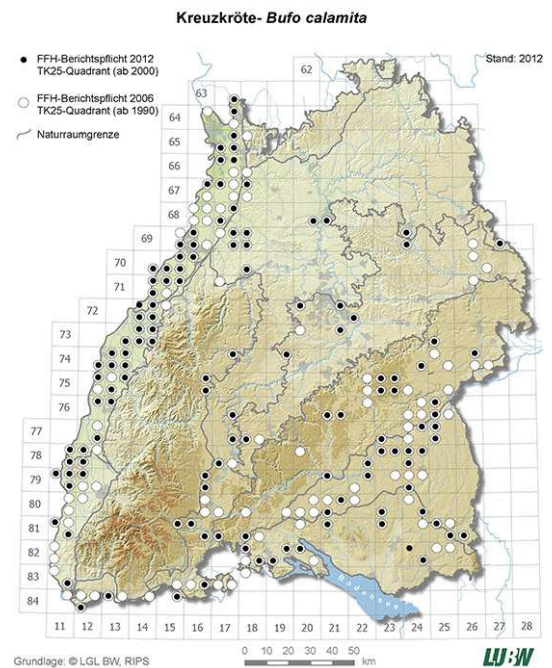 Kreuzkröte- Bufo calamita
FFH-Berichtspflicht 2012
TK25-Quadrant (ab 2000)
FFH-Berichtspflicht 2006
TK25-Quadrant (ab 1990)
Naturraumgrenze
Stand: 2012
62
63
64
65
66
67
68
69
70
71
72
73
74
75
76
77
78
79
80
81
82
83
84
Bodensee
11 12 13 14 15 16 17 18 19 20 21 22 23 24 25 26 27 28
0 10 20 30 40 50
km
Grundlage: © LGL BW, RIPS
LUBW